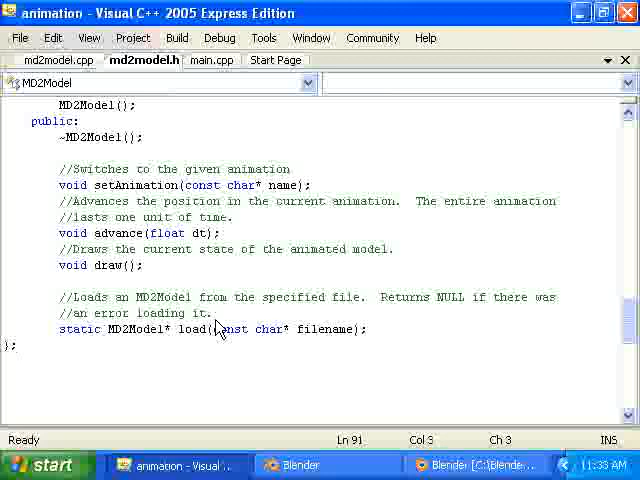 animation - Visual C++ 2005 Express Edition
File Edit View Project Build Debug Tools Window Community Help
md2model.cpp md2model.h main.cpp Start Page
MD2Model
MD2Model();
public:
~MD2Model();
//Switches to the given animation
void setAnimation(const char* name);
//Advances the position in the current animation.  The entire animation
//lasts one unit of time.
void advance(float dt);
//Draws the current state of the animated model.
void draw();
//Loads an MD2Model from the specified file.  Returns NULL if there was
//an error loading it.
static MD2Model* load(const char* filename);
};
Ready Ln 91 Col 3 Ch 3 INS
start animation - Visual ... Blender Blender [C:\Blende... 11:33 AM